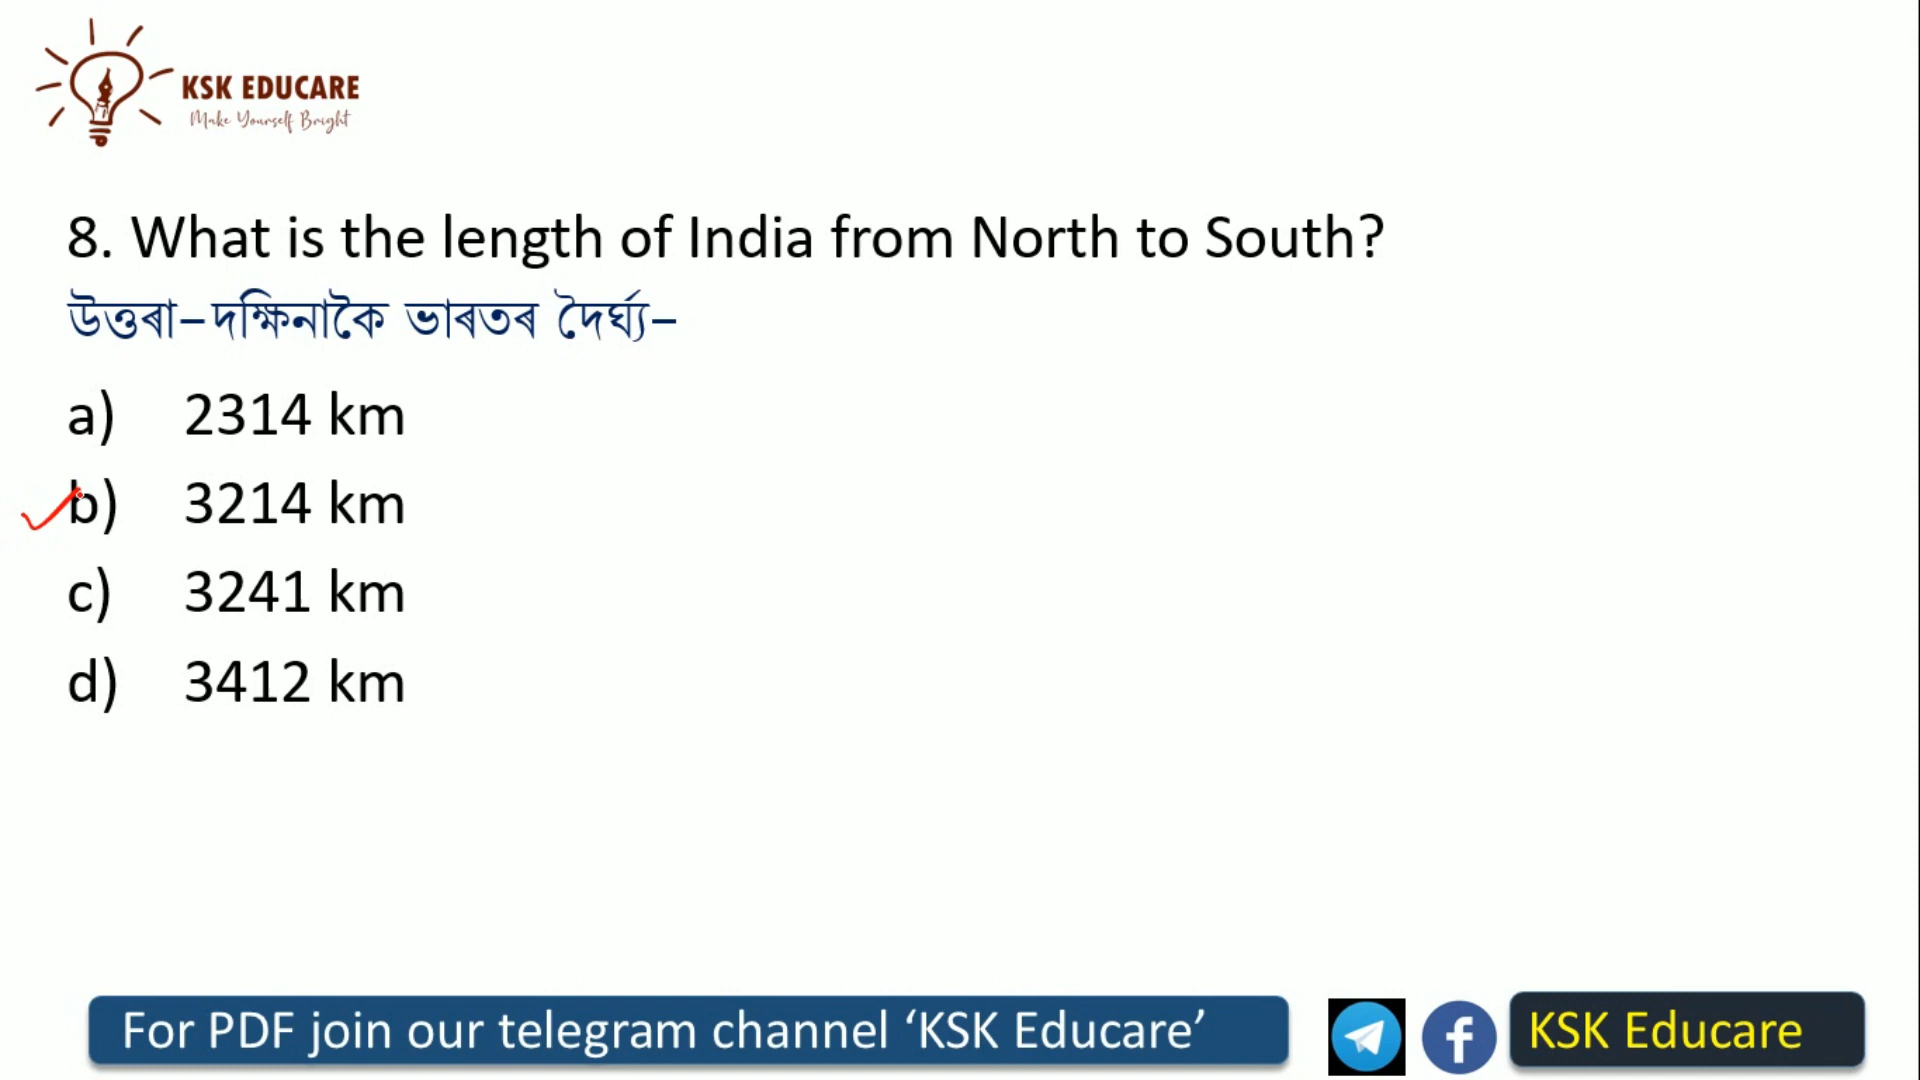 KSK EDUCARE
Make Yourself Bright
8. What is the length of India from North to South?
উত্তৰা–দক্ষিনাকৈ ভাৰতৰ দৈৰ্ঘ্য–
a) 2314 km
b) 3214 km
c) 3241 km
d) 3412 km
For PDF join our telegram channel ‘KSK Educare’
KSK Educare